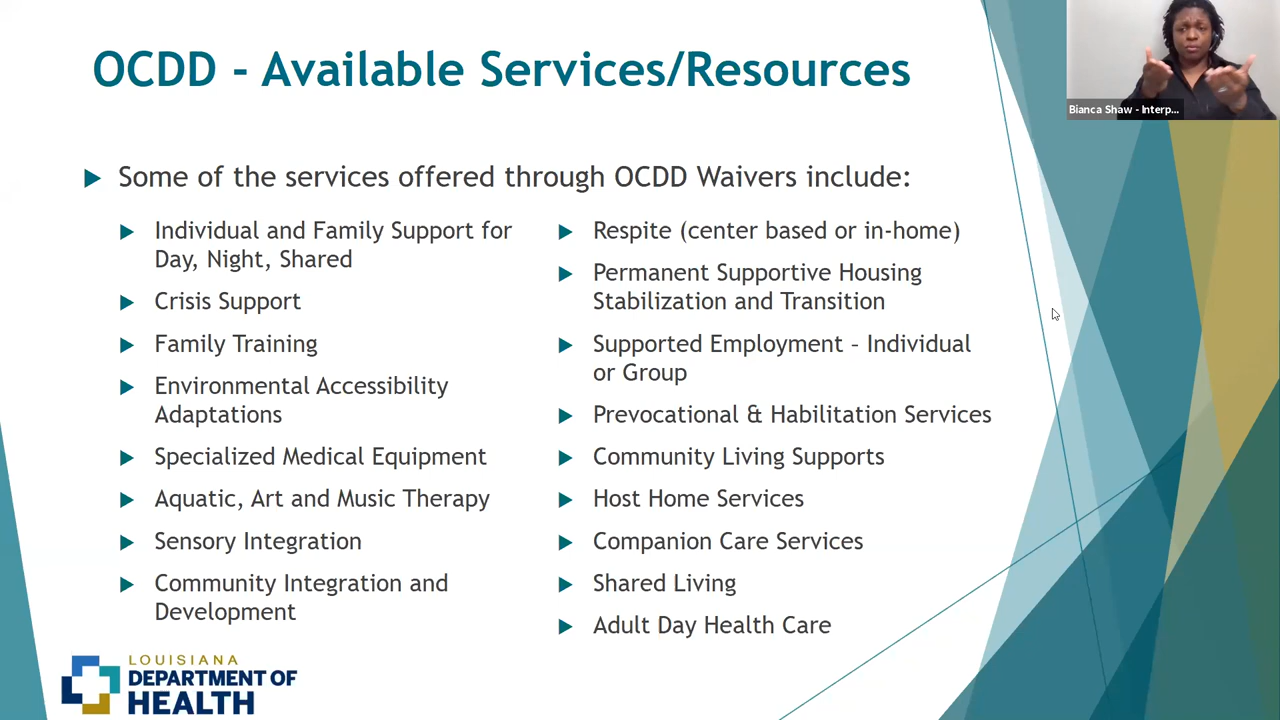 OCDD - Available Services/Resources
Bianca Shaw - Interp...
Some of the services offered through OCDD Waivers include:
Individual and Family Support for
Day, Night, Shared
Crisis Support
Family Training
Environmental Accessibility
Adaptations
Specialized Medical Equipment
Aquatic, Art and Music Therapy
Sensory Integration
Community Integration and
Development
Respite (center based or in-home)
Permanent Supportive Housing
Stabilization and Transition
Supported Employment – Individual
or Group
Prevocational & Habilitation Services
Community Living Supports
Host Home Services
Companion Care Services
Shared Living
Adult Day Health Care
LOUISIANA
DEPARTMENT OF
HEALTH